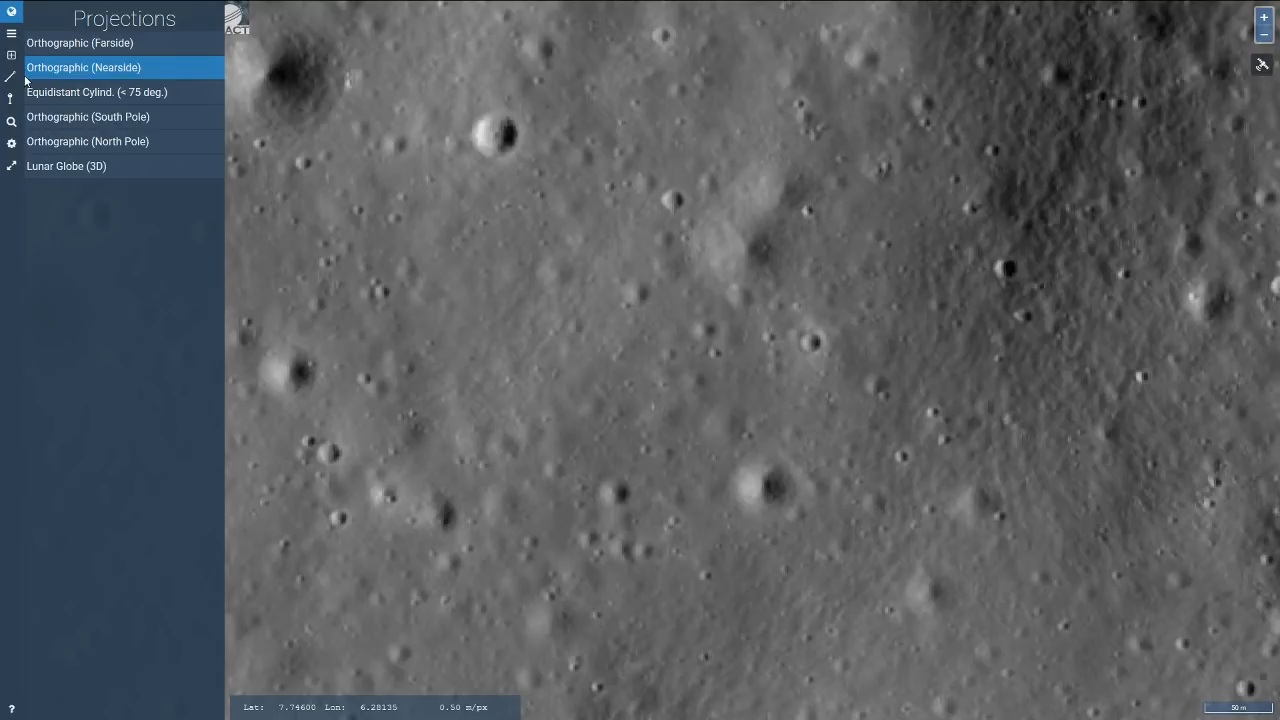 Projections
ACT
Orthographic (Farside)
Orthographic (Nearside)
Equidistant Cylind. (< 75 deg.)
Orthographic (South Pole)
Orthographic (North Pole)
Lunar Globe (3D)
+
−
?
Lat: 7.74600 Lon: 6.28135 0.50 m/px
50 m